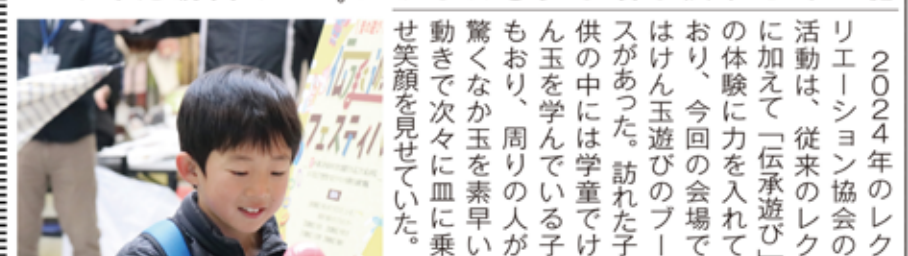 ２０２４年のレク
リエーション協会の
活動は、従来のレク
に加えて「伝承遊び」
の体験に力を入れて
おり、今回の会場で
はけん玉遊びのブー
スがあった。訪れた子
供の中には学童でけ
ん玉を学んでいる子
もおり、周りの人が
驚くなか玉を素早い
動きで次々に皿に乗
せ笑顔を見せていた。
フェスティバ